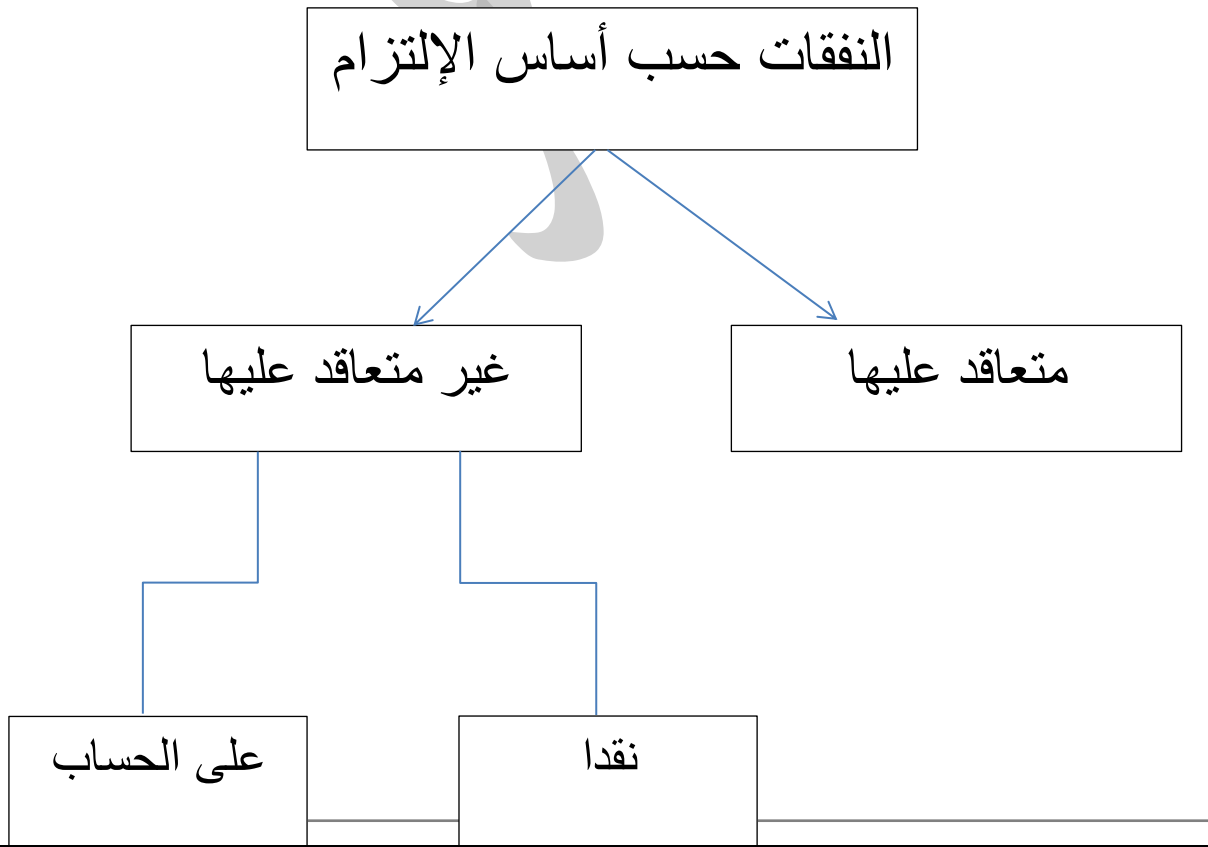 النفقات حسب أساس الإلتزام
متعاقد عليها
غير متعاقد عليها
نقدا
على الحساب